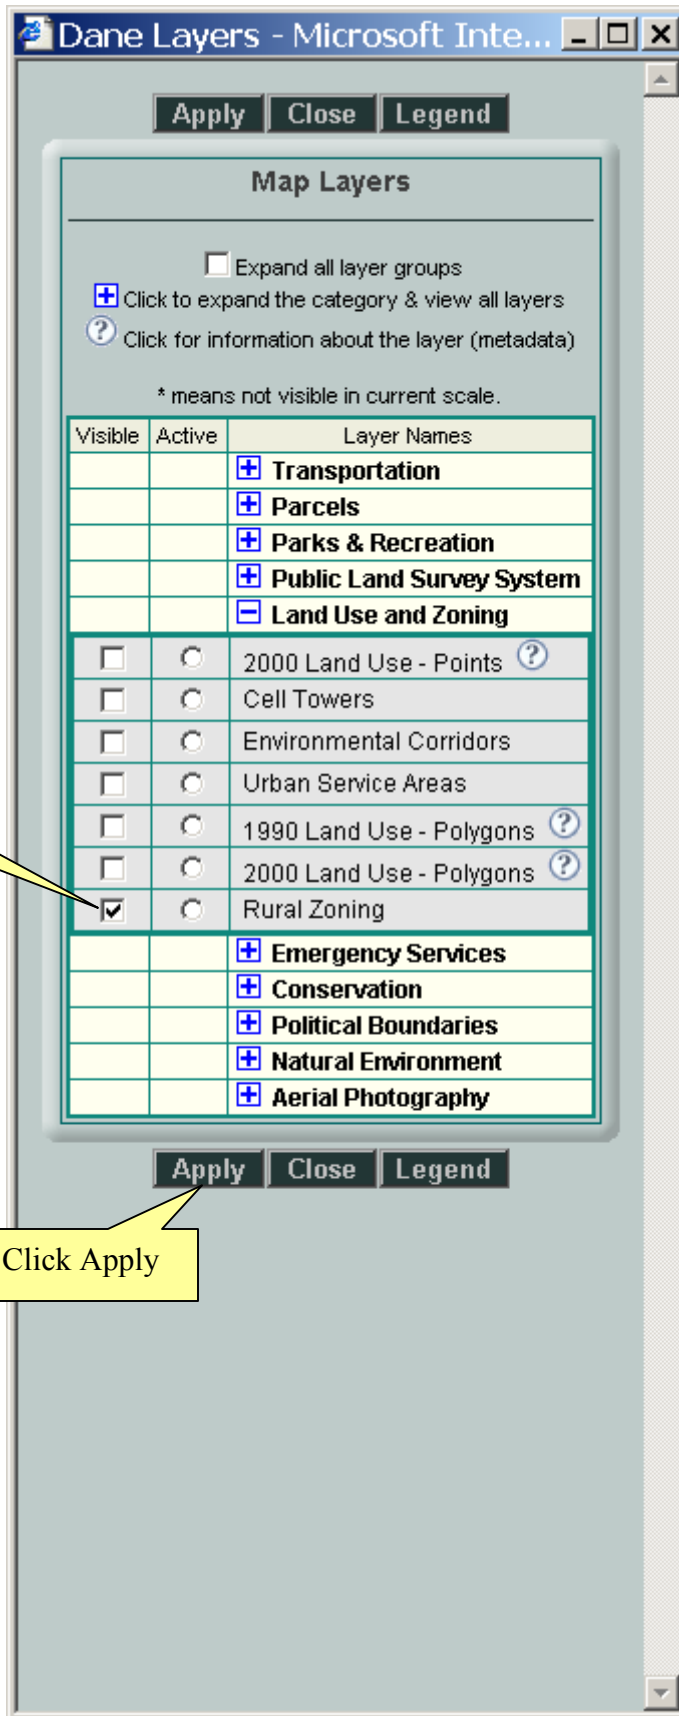 Dane Layers - Microsoft Inte...
Apply Close Legend
Map Layers
Expand all layer groups
Click to expand the category & view all layers
? Click for information about the layer (metadata)
* means not visible in current scale.
Visible Active Layer Names
+ Transportation
+ Parcels
+ Parks & Recreation
+ Public Land Survey System
- Land Use and Zoning
2000 Land Use - Points ?
Cell Towers
Environmental Corridors
Urban Service Areas
1990 Land Use - Polygons ?
2000 Land Use - Polygons ?
Rural Zoning
+ Emergency Services
+ Conservation
+ Political Boundaries
+ Natural Environment
+ Aerial Photography
Apply Close Legend
Click Apply